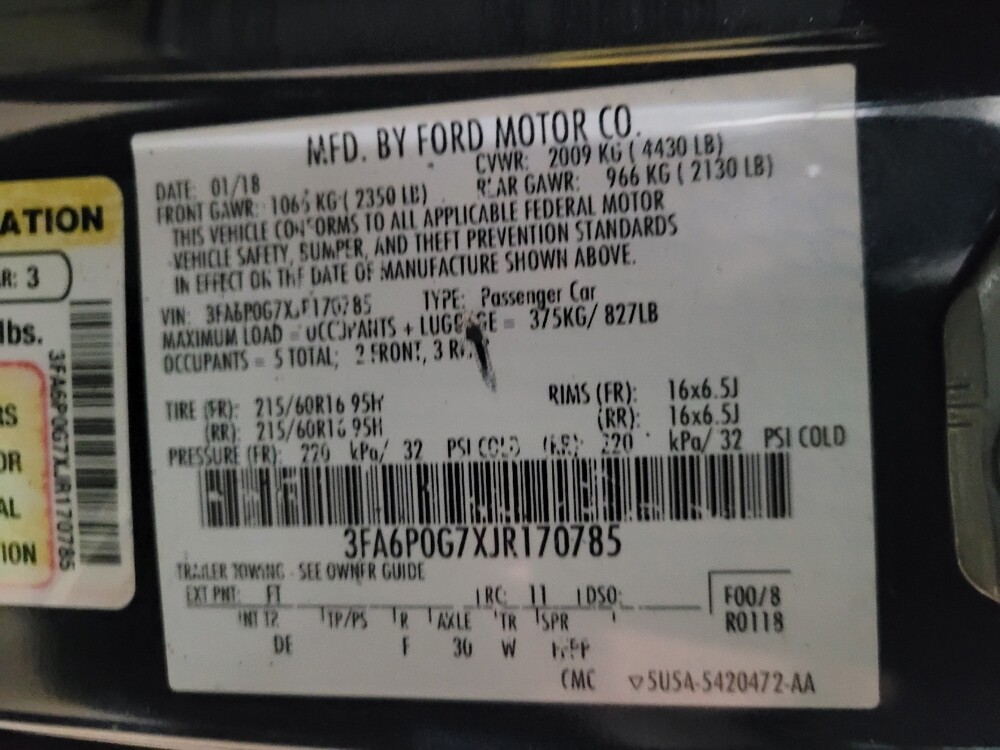 ATION
R: 3
lbs.
RS
OR
AL
ION
3FA6P0G7XJR170785
MFD. BY FORD MOTOR CO.
DATE: 01/18 GVWR: 2009 KG ( 4430 LB)
FRONT GAWR: 1065 KG ( 2350 LB) REAR GAWR: 966 KG ( 2130 LB)
THIS VEHICLE CONFORMS TO ALL APPLICABLE FEDERAL MOTOR
VEHICLE SAFETY, BUMPER, AND THEFT PREVENTION STANDARDS
IN EFFECT ON THE DATE OF MANUFACTURE SHOWN ABOVE.
VIN: 3FA6P0G7XJR170785 TYPE: Passenger Car
MAXIMUM LOAD = OCCUPANTS + LUGGAGE = 375KG/ 827LB
OCCUPANTS = 5 TOTAL; 2 FRONT, 3 R
TIRE (FR): 215/60R16 95H RIMS (FR): 16x6.5J
(RR): 215/60R16 95H (RR): 16x6.5J
PRESSURE (FR): 220 kPa/ 32 PSI COLD (RR): 220 kPa/ 32 PSI COLD
3FA6P0G7XJR170785
TRAILER TOWING - SEE OWNER GUIDE
EXT PNT: FT RC: 11 DSO: F00/8
INT TR TP/PS R AXLE TR SPR R0118
DE F 30 W
CMC ▽5U5A-5420472-AA